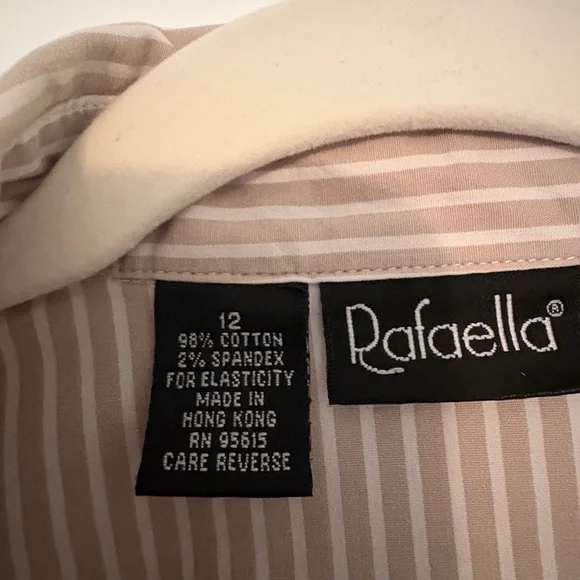 12
98% COTTON
2% SPANDEX
FOR ELASTICITY
MADE IN
HONG KONG
RN 95615
CARE REVERSE
Rafaella®